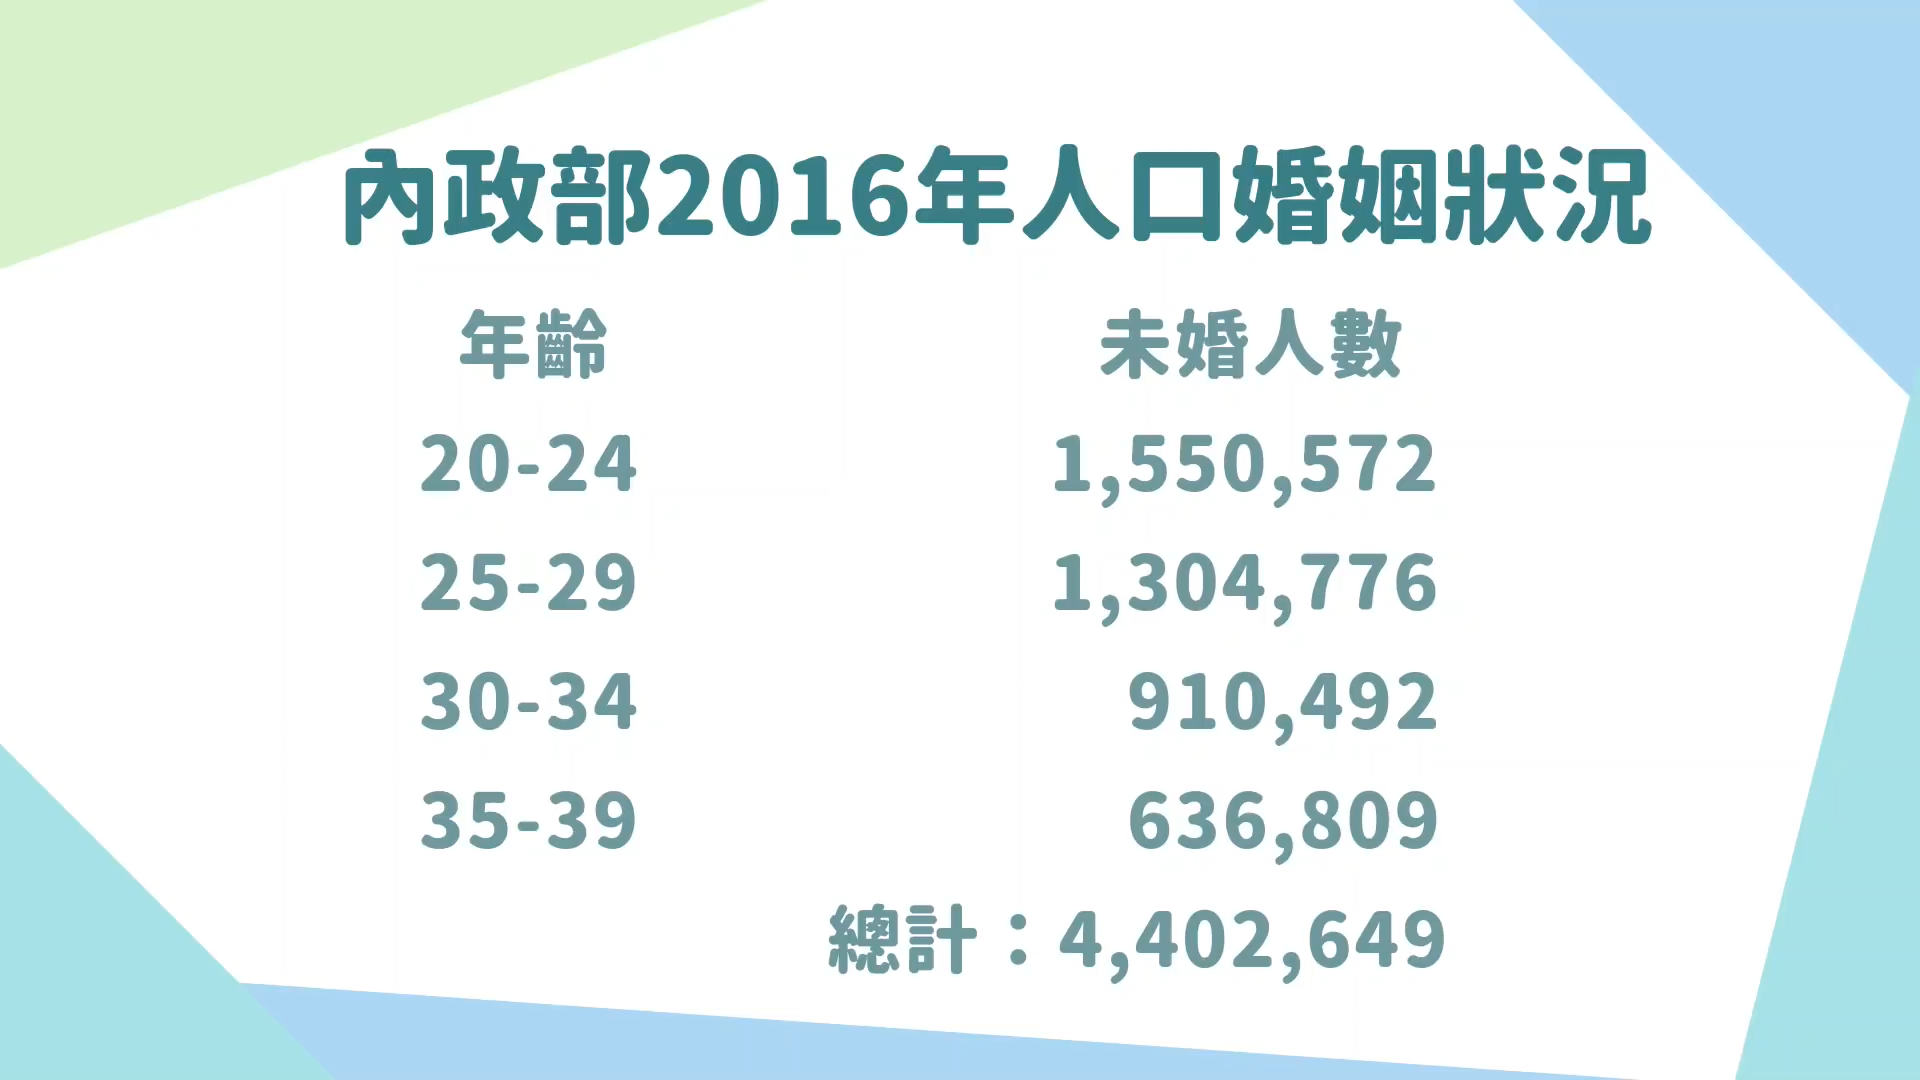 內政部2016年人口婚姻狀況
年齡 未婚人數
20-24 1,550,572
25-29 1,304,776
30-34 910,492
35-39 636,809
總計：4,402,649